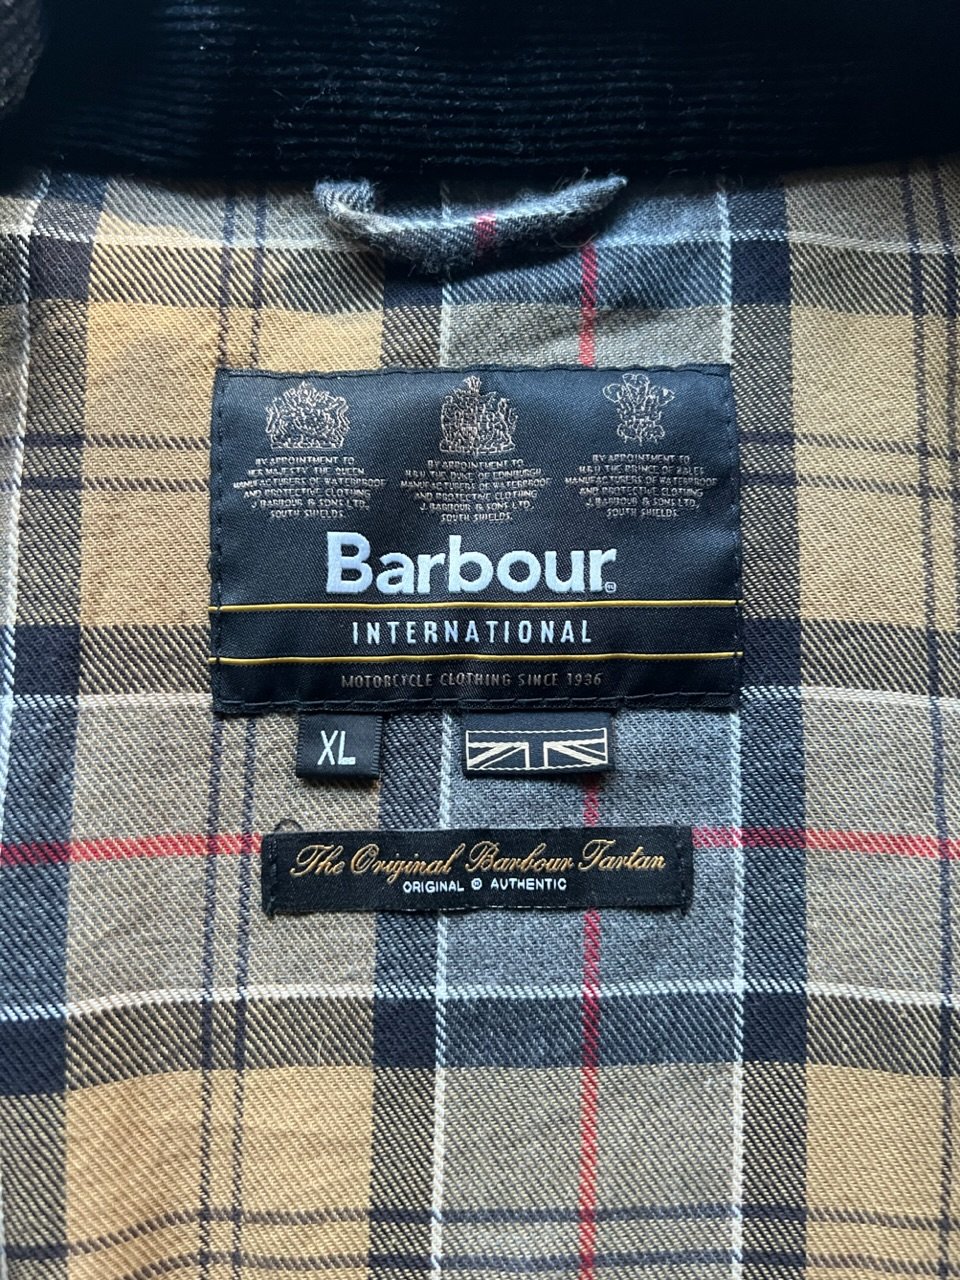 BY APPOINTMENT TO
HER MAJESTY THE QUEEN
MANUFACTURERS OF WATERPROOF
AND PROTECTIVE CLOTHING
J. BARBOUR & SONS LTD.,
SOUTH SHIELDS.
BY APPOINTMENT TO
H.R.H. THE DUKE OF EDINBURGH
MANUFACTURERS OF WATERPROOF
AND PROTECTIVE CLOTHING
J. BARBOUR & SONS LTD.,
SOUTH SHIELDS.
BY APPOINTMENT TO
H.R.H. THE PRINCE OF WALES
MANUFACTURERS OF WATERPROOF
AND PROTECTIVE CLOTHING
J. BARBOUR & SONS LTD.,
SOUTH SHIELDS.
Barbour®
INTERNATIONAL
MOTORCYCLE CLOTHING SINCE 1936
XL
The Original Barbour Tartan
ORIGINAL © AUTHENTIC